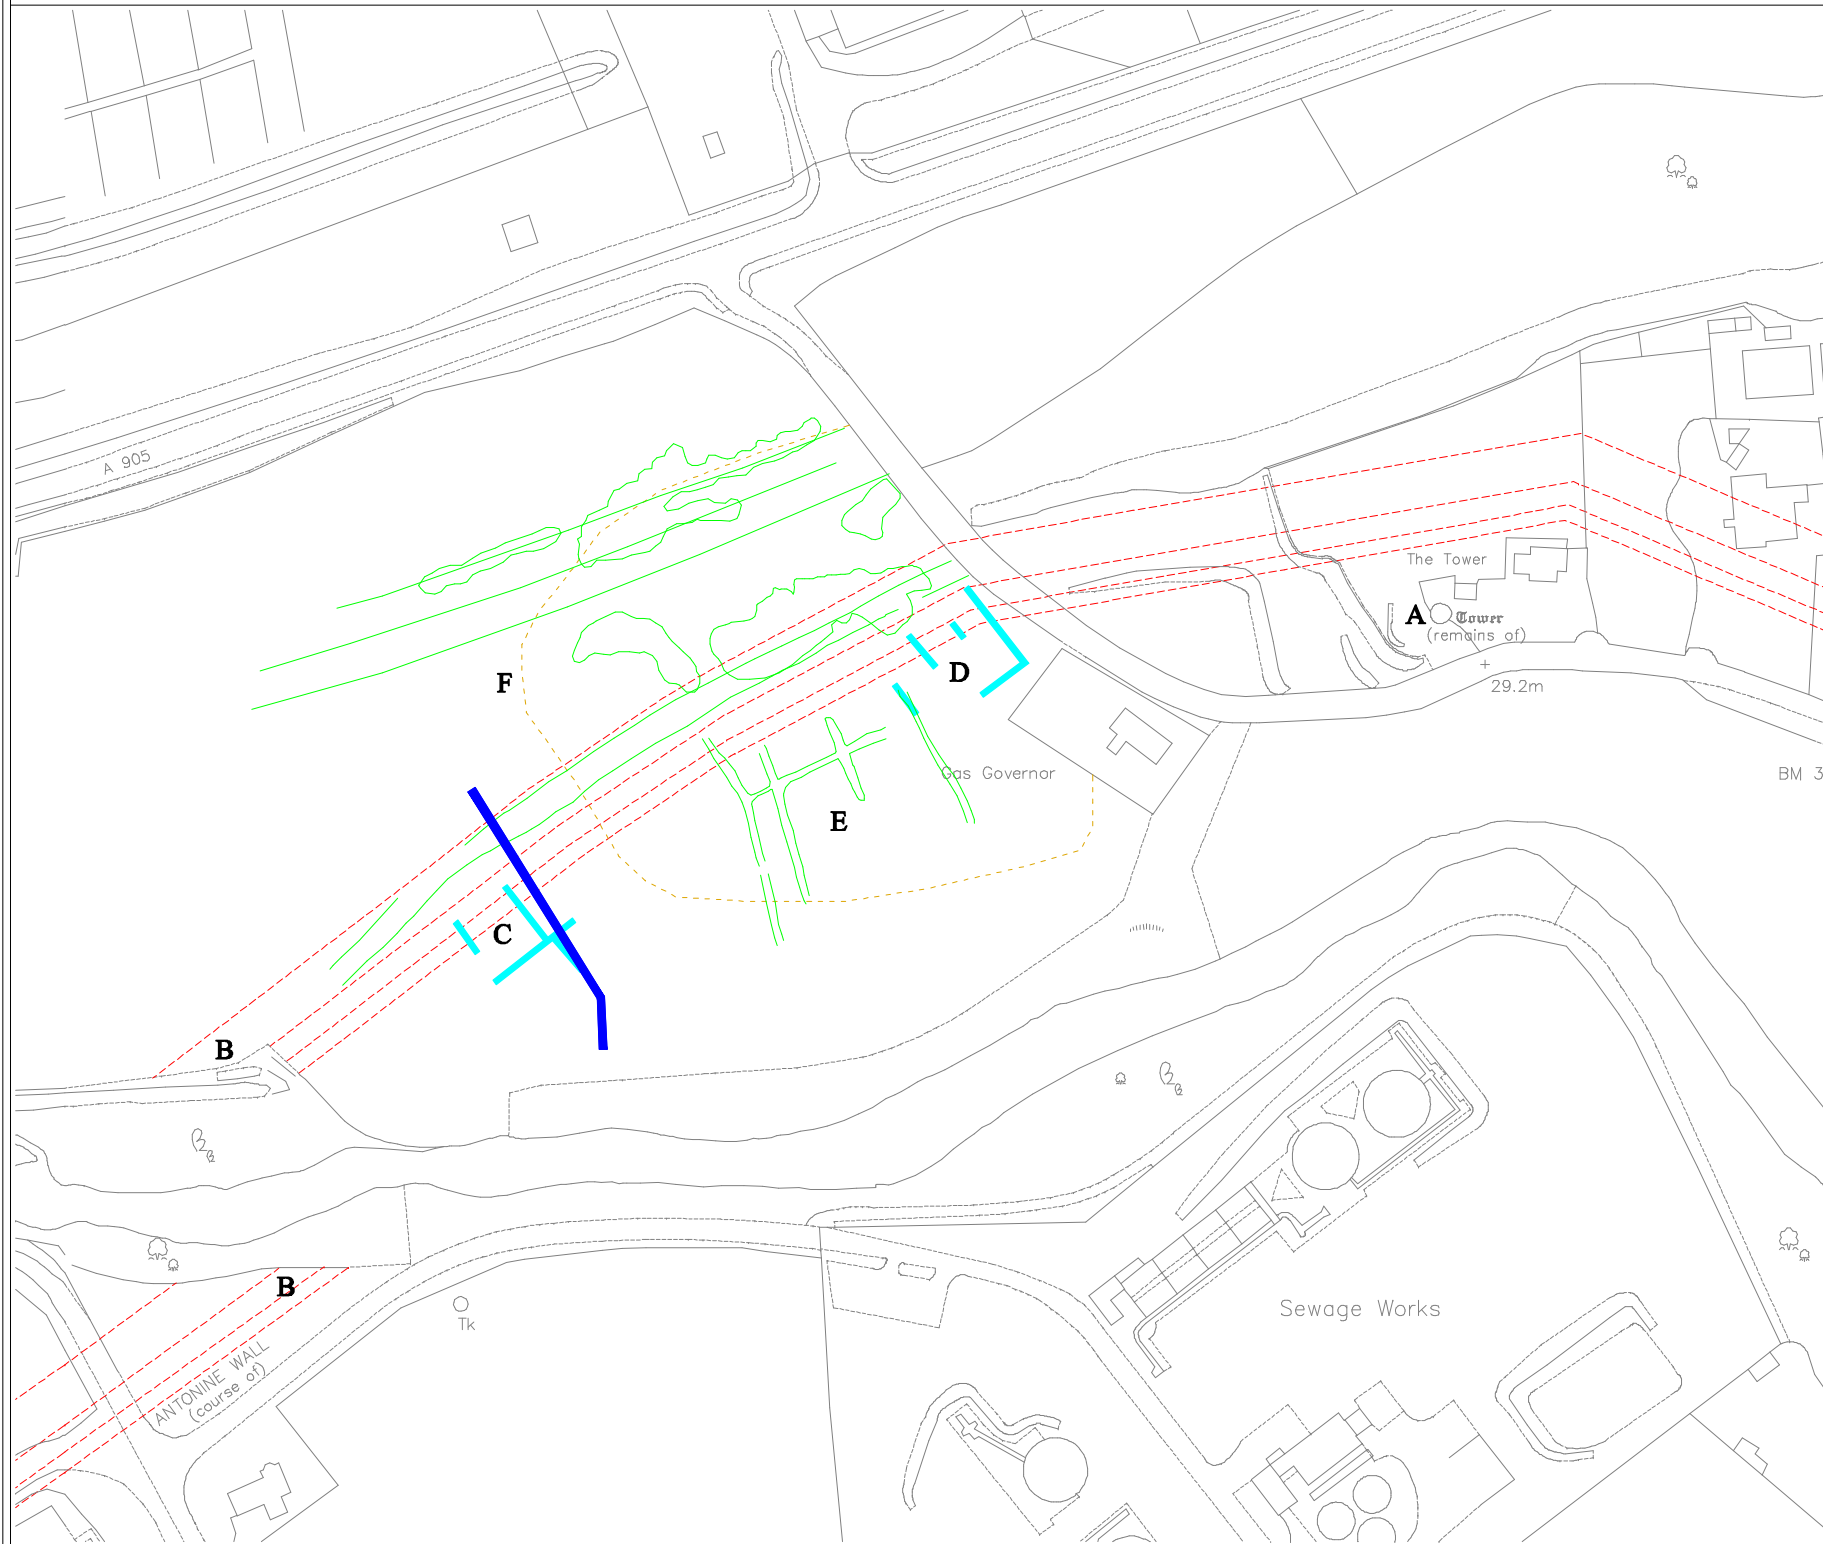 A 905
The Tower
A
Tower
(remains of)
F
D
29.2m
Gas Governor
BM 3
E
C
B
B
Tk
Sewage Works
ANTONINE WALL
(course of)